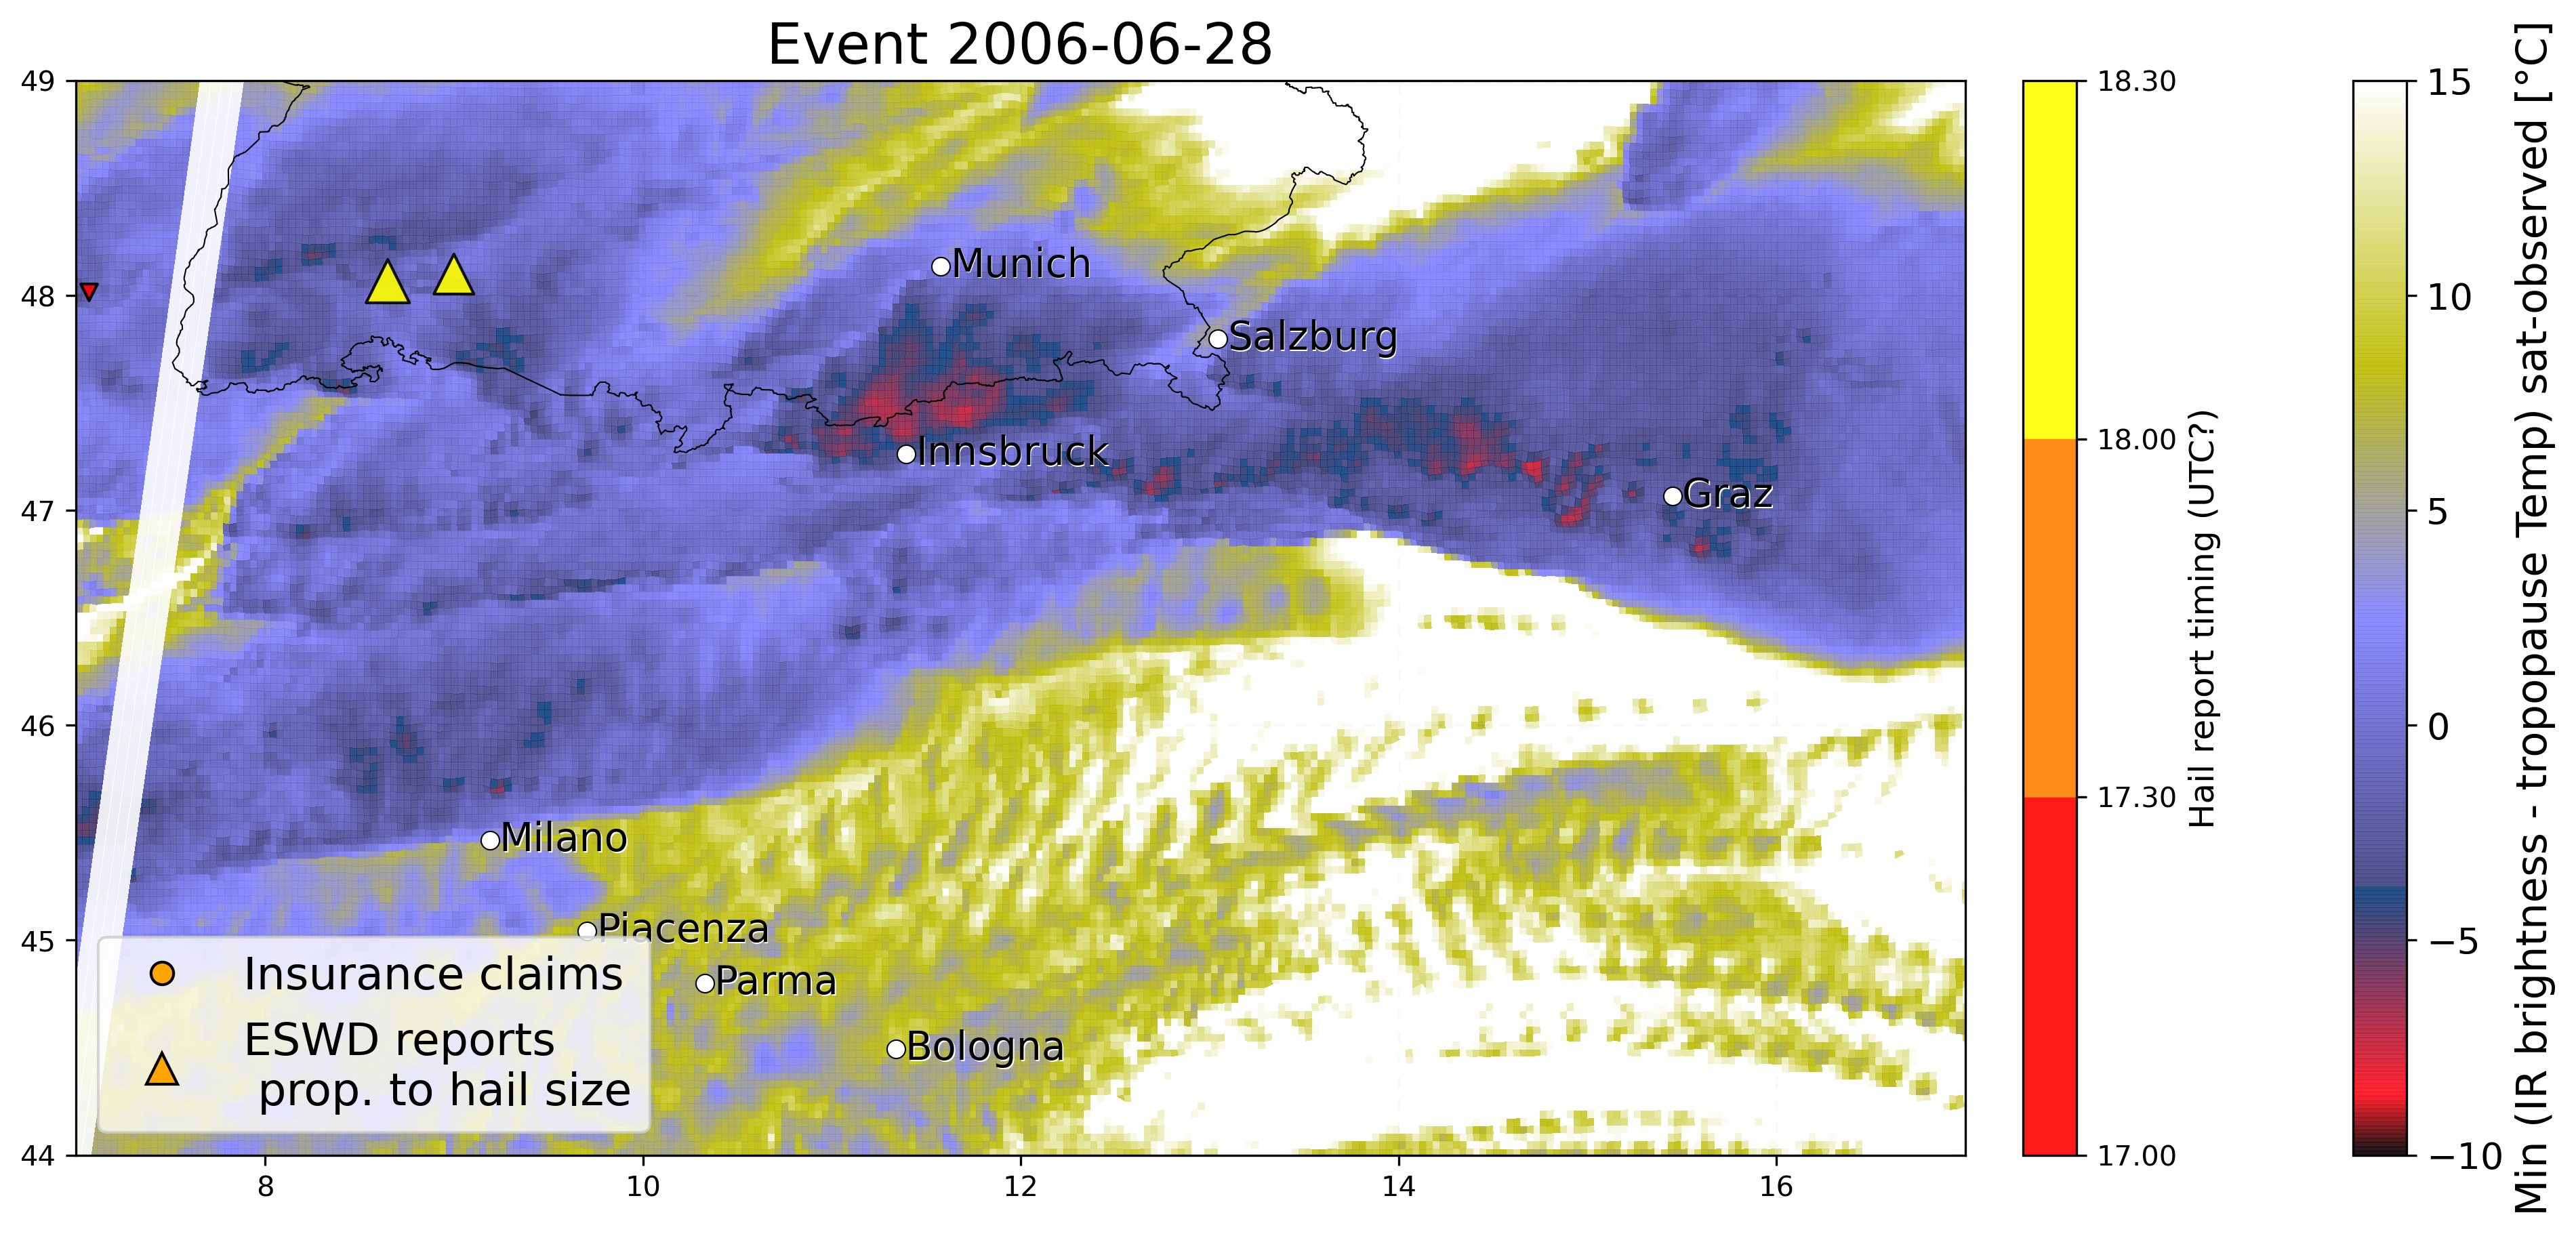 Event 2006-06-28
49
48
47
46
45
44
8
10
12
14
16
Munich
Salzburg
Innsbruck
Graz
Milano
Piacenza
Parma
Bologna
Insurance claims
ESWD reports
prop. to hail size
18.30
18.00
17.30
17.00
Hail report timing (UTC?)
15
10
5
0
−5
−10
Min (IR brightness - tropopause Temp) sat-observed [°C]